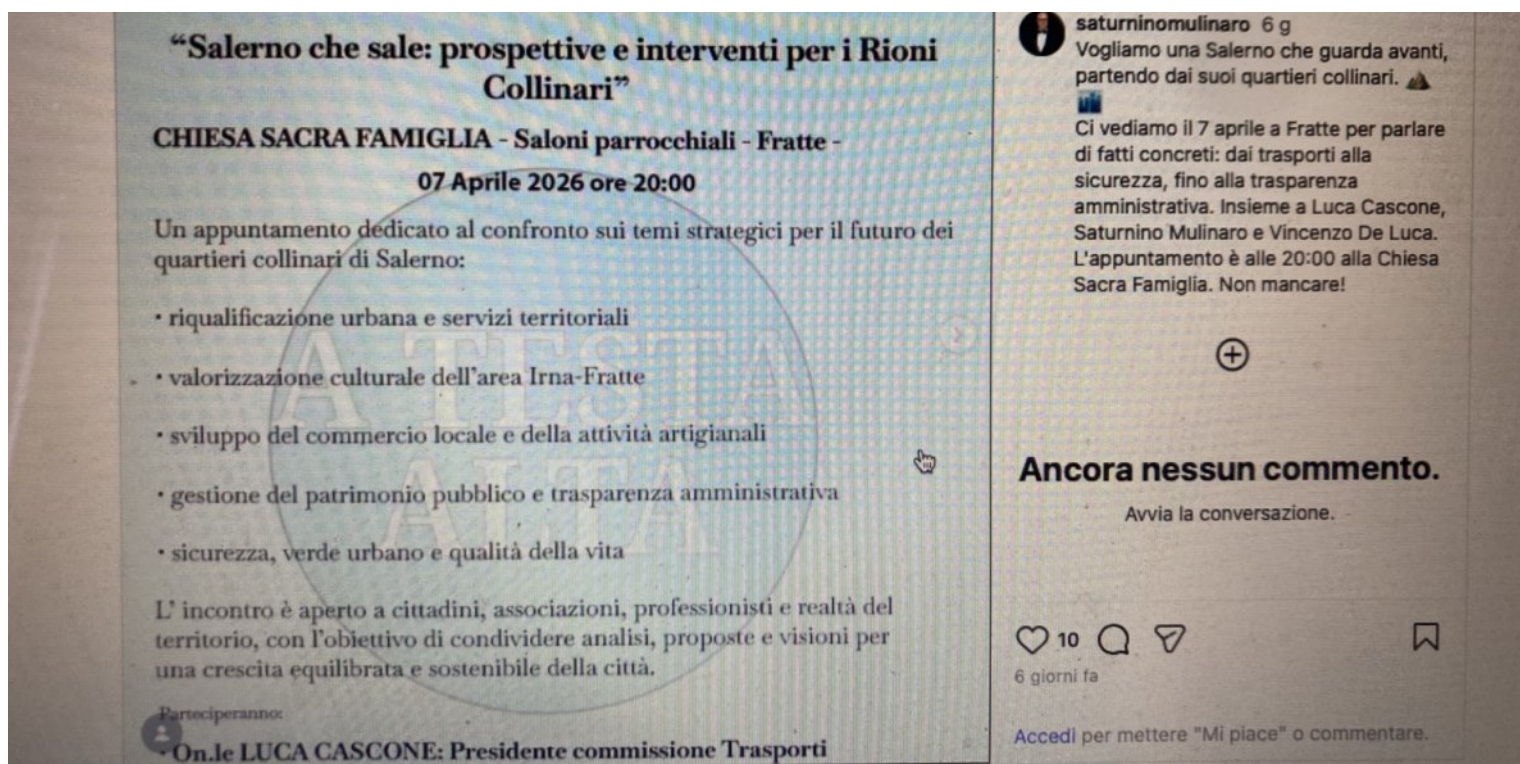 “Salerno che sale: prospettive e interventi per i Rioni
Collinari”
CHIESA SACRA FAMIGLIA - Saloni parrocchiali - Fratte -
07 Aprile 2026 ore 20:00
Un appuntamento dedicato al confronto sui temi strategici per il futuro dei
quartieri collinari di Salerno:
· riqualificazione urbana e servizi territoriali
· valorizzazione culturale dell'area Irna-Fratte
· sviluppo del commercio locale e della attività artigianali
· gestione del patrimonio pubblico e trasparenza amministrativa
· sicurezza, verde urbano e qualità della vita
L' incontro è aperto a cittadini, associazioni, professionisti e realtà del
territorio, con l'obiettivo di condividere analisi, proposte e visioni per
una crescita equilibrata e sostenibile della città.
Parteciperanno:
· On.le LUCA CASCONE: Presidente commissione Trasporti
A TESTA
ALTA
saturninomulinaro 6 g
Vogliamo una Salerno che guarda avanti,
partendo dai suoi quartieri collinari.
Ci vediamo il 7 aprile a Fratte per parlare
di fatti concreti: dai trasporti alla
sicurezza, fino alla trasparenza
amministrativa. Insieme a Luca Cascone,
Saturnino Mulinaro e Vincenzo De Luca.
L'appuntamento è alle 20:00 alla Chiesa
Sacra Famiglia. Non mancare!
Ancora nessun commento.
Avvia la conversazione.
10
6 giorni fa
Accedi per mettere "Mi piace" o commentare.